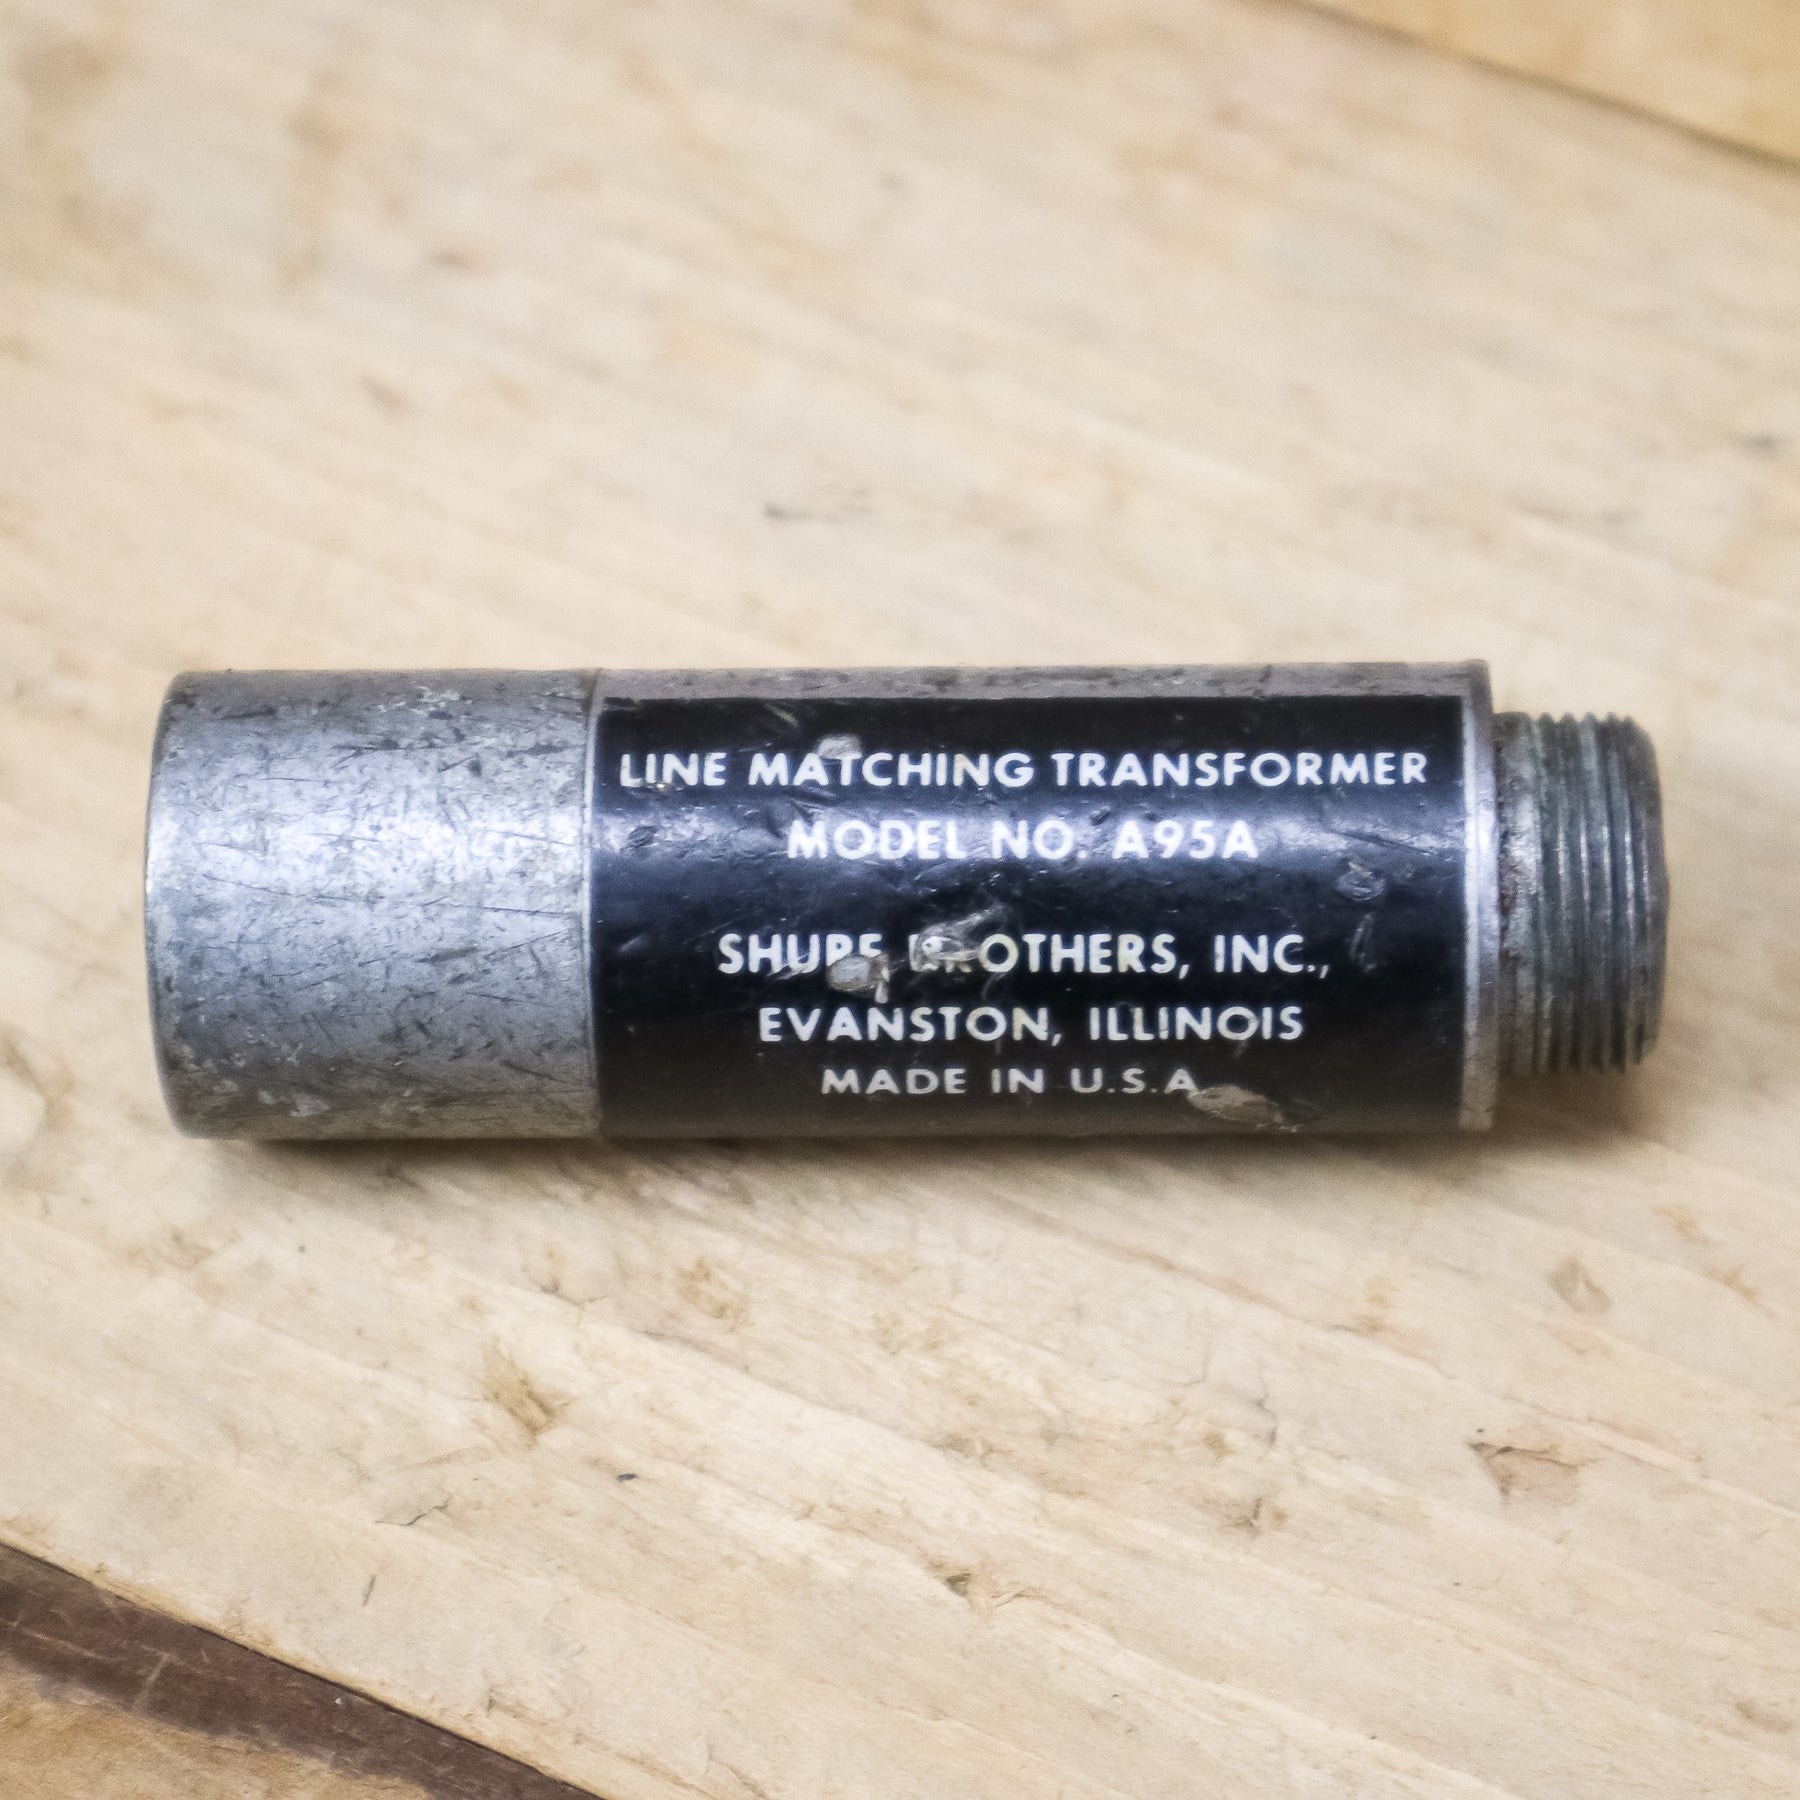 LINE MATCHING TRANSFORMER
MODEL NO. A95A
SHURE BROTHERS, INC.,
EVANSTON, ILLINOIS
MADE IN U.S.A